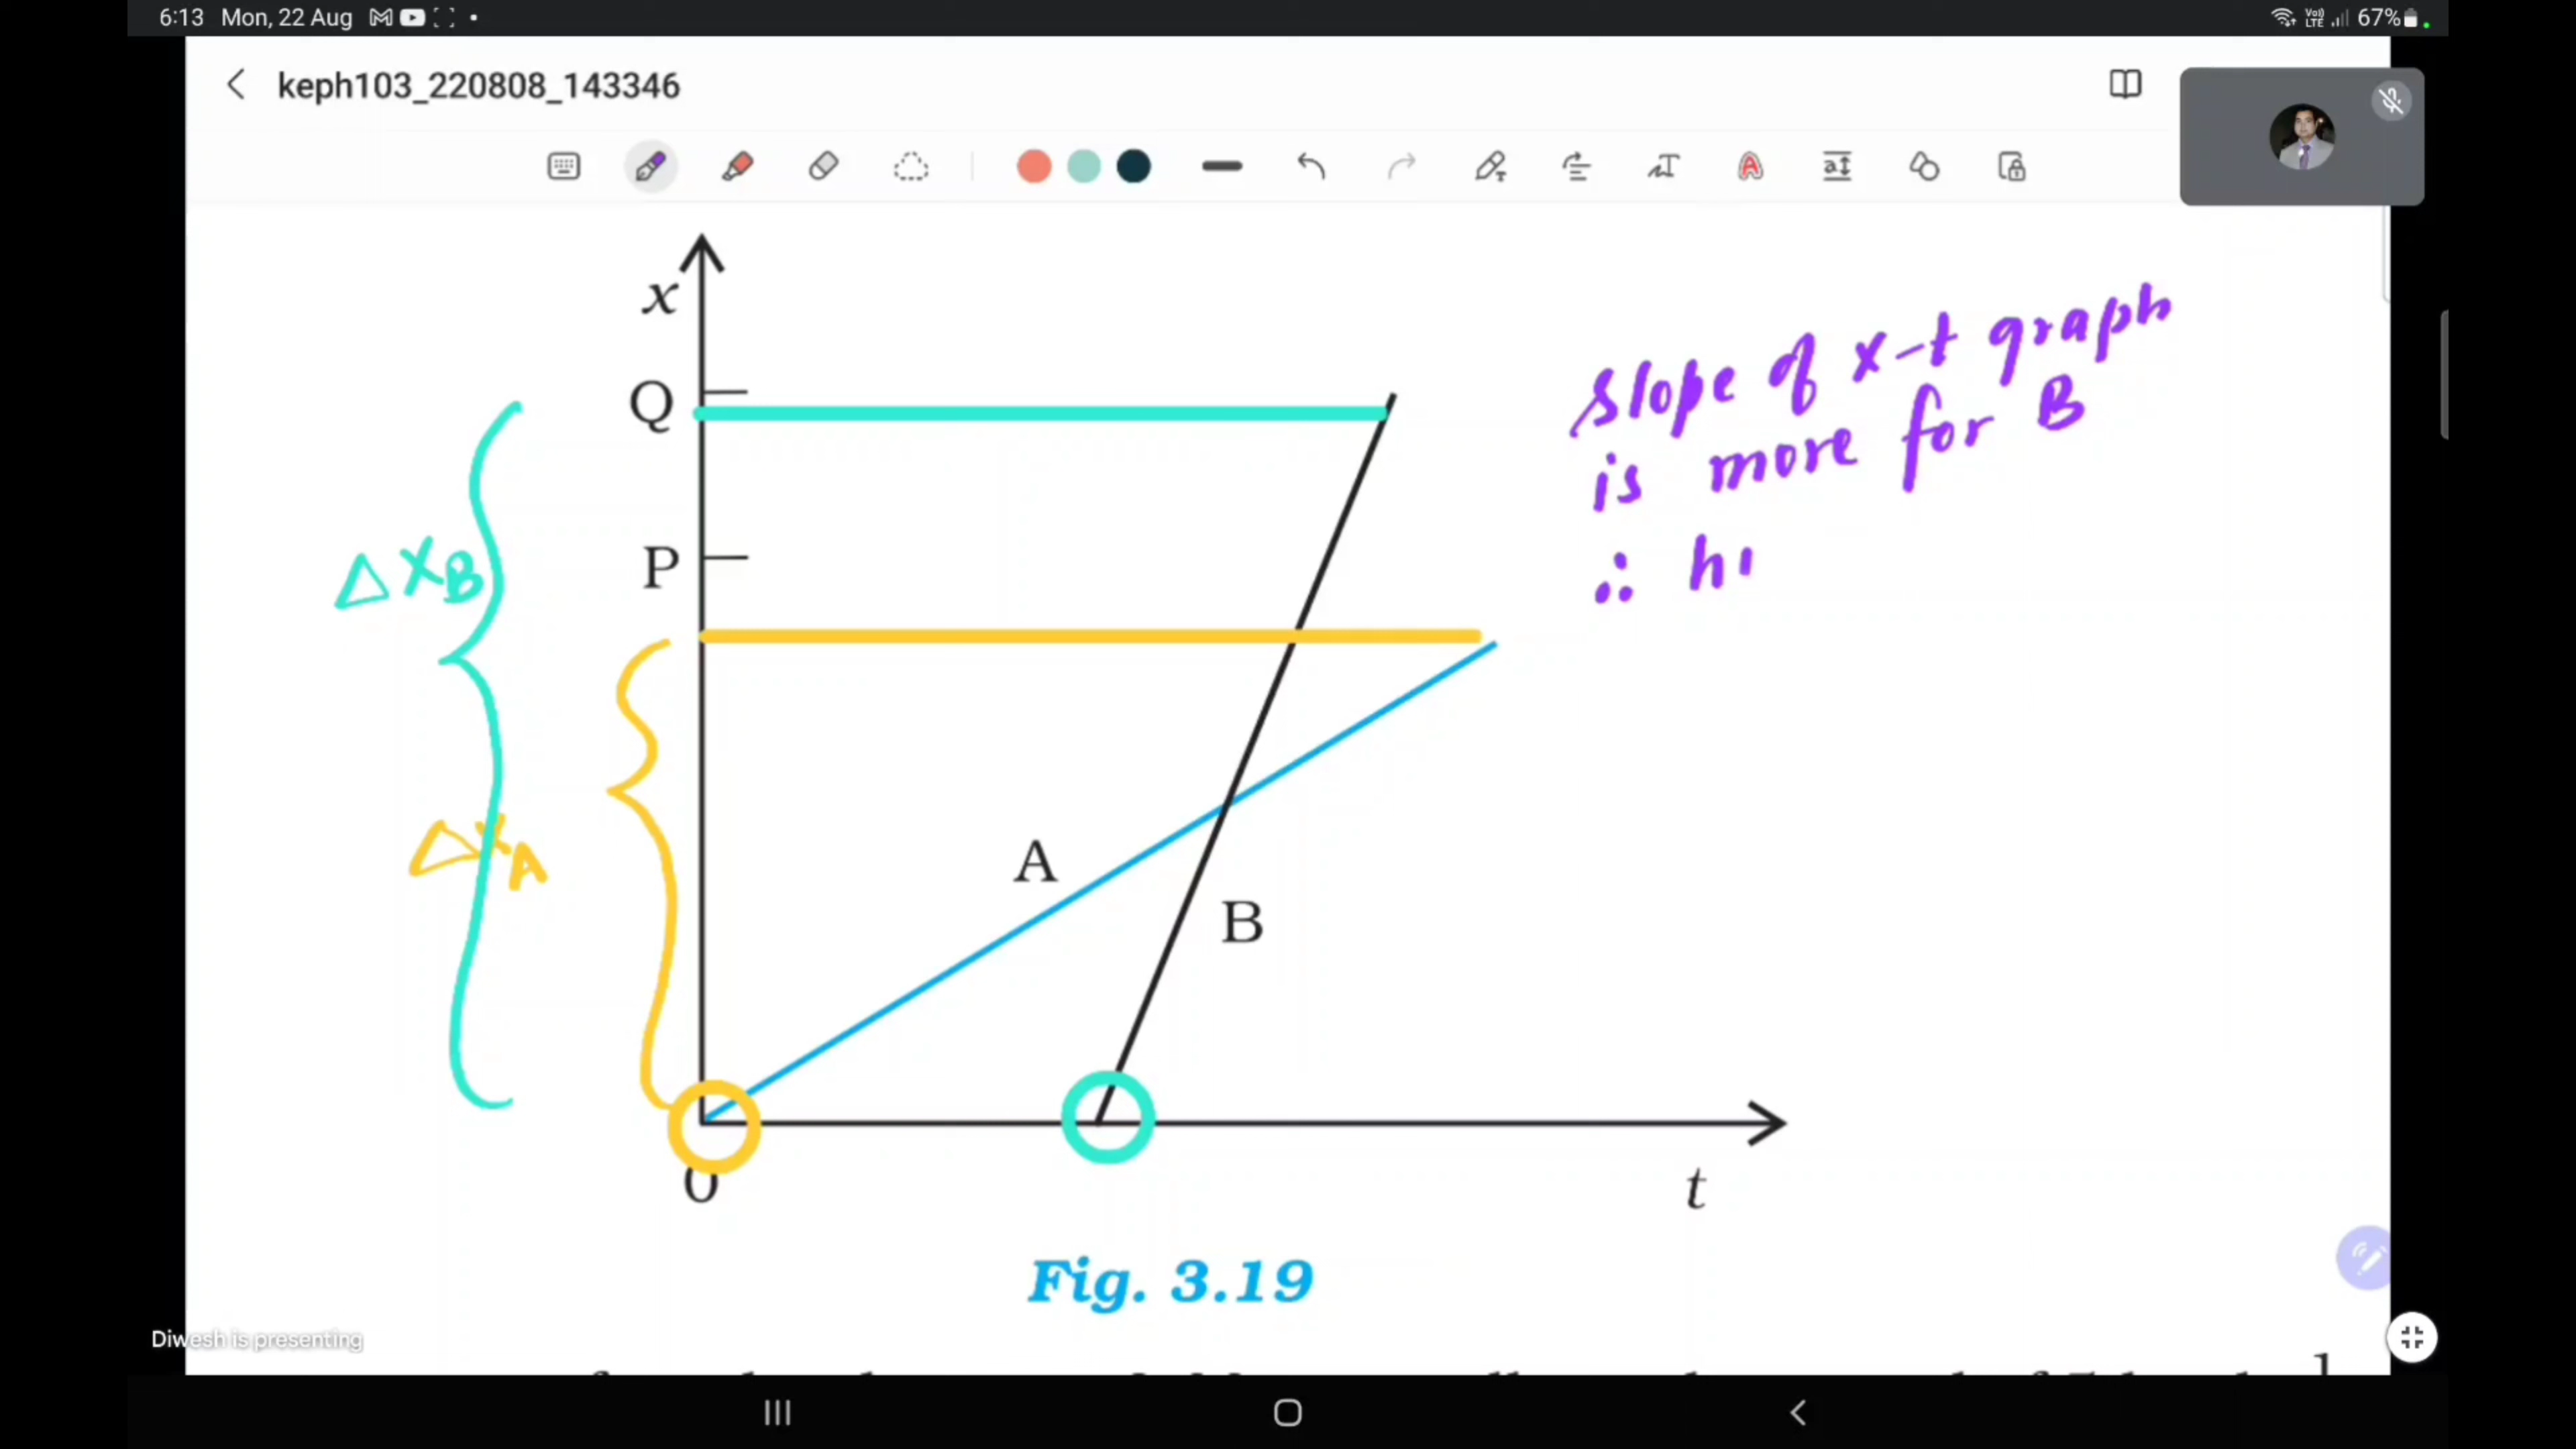 6:13 Mon, 22 Aug
67%
keph103_220808_143346
x
Q
P
ΔXB
ΔXA
A
B
O
t
slope of x-t graph
is more for B
∴ hi
Fig. 3.19
Diwesh is presenting